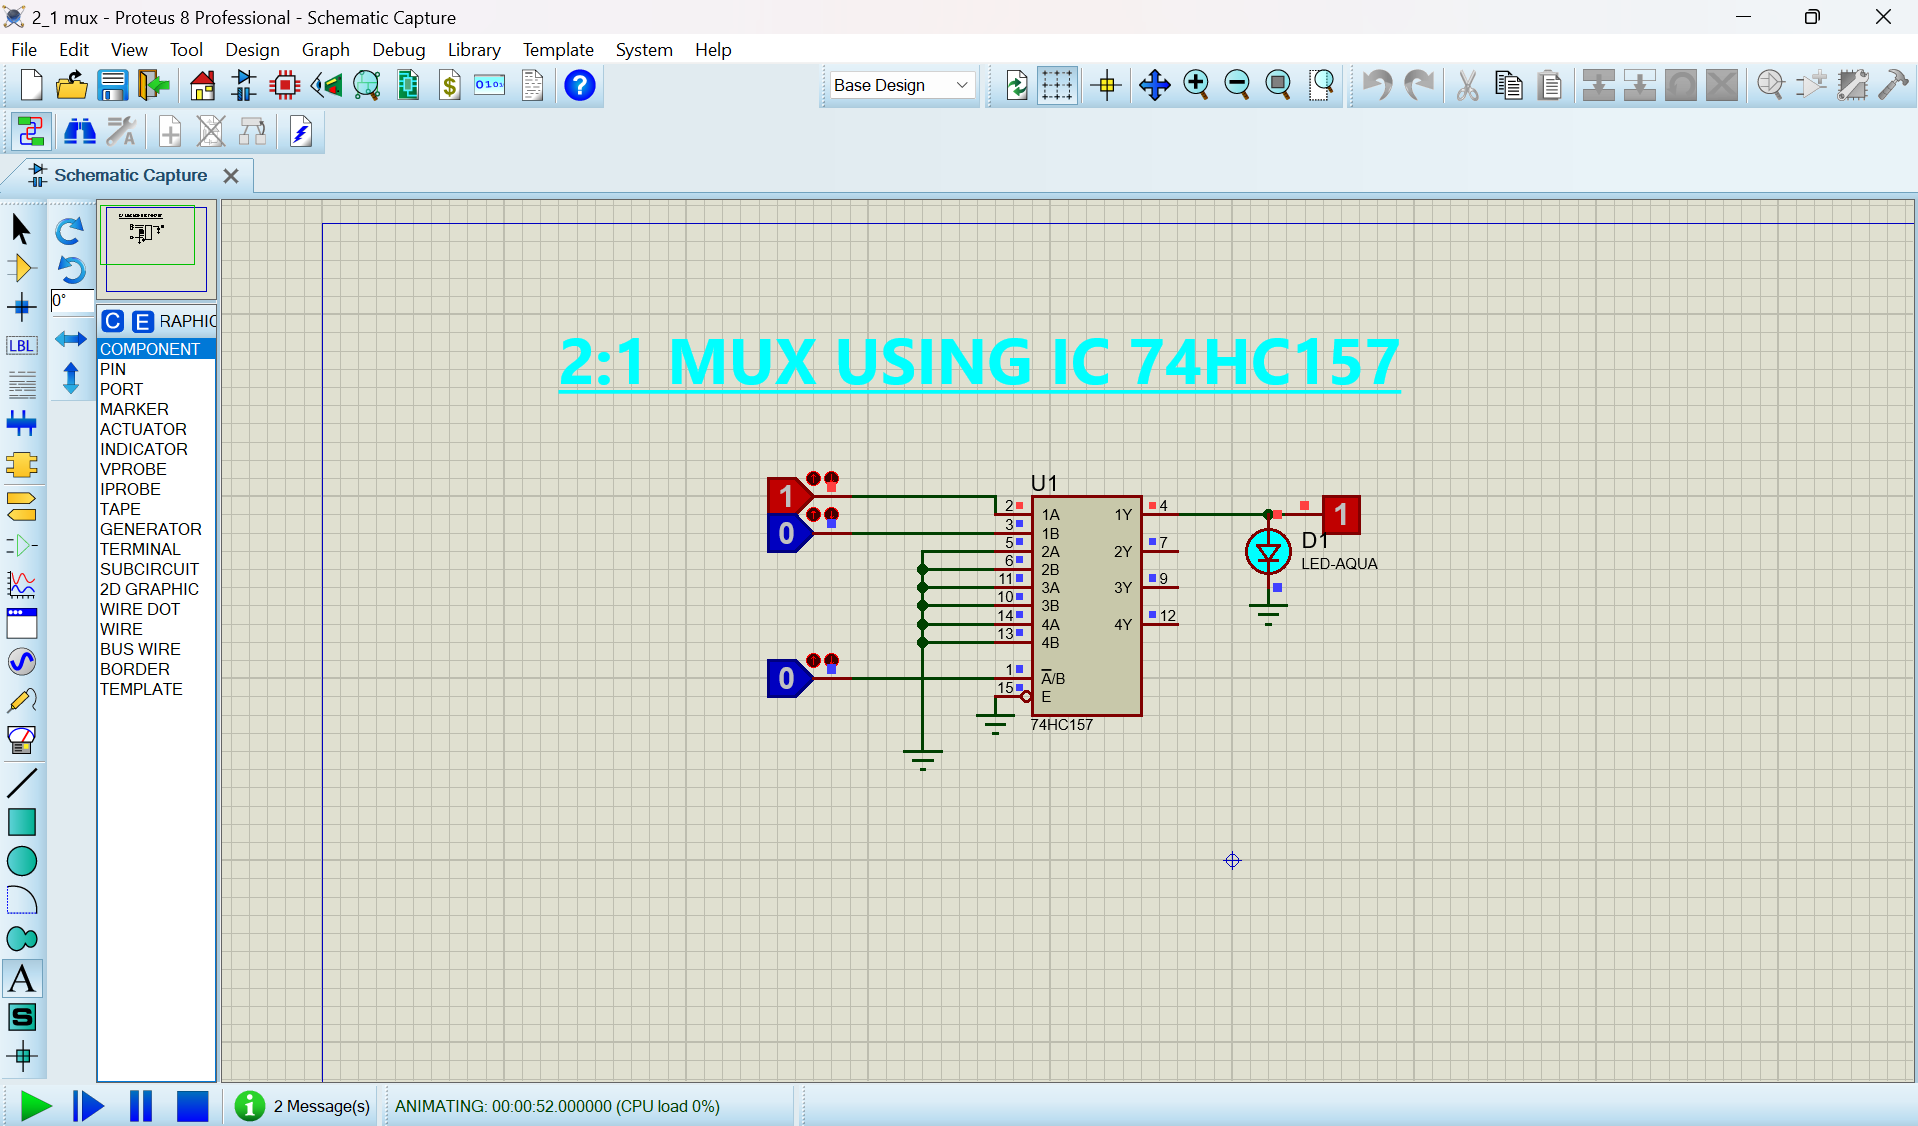 2_1 mux - Proteus 8 Professional - Schematic Capture
File Edit View Tool Design Graph Debug Library Template System Help
Base Design
Schematic Capture
0°
C E RAPHIC
LBL
COMPONENT
PIN
PORT
MARKER
ACTUATOR
INDICATOR
VPROBE
IPROBE
TAPE
GENERATOR
TERMINAL
SUBCIRCUIT
2D GRAPHIC
WIRE DOT
WIRE
BUS WIRE
BORDER
TEMPLATE
A
S
2:1 MUX USING IC 74HC157
U1
1
0
0
2 1A 1Y 4
3 1B
5 2A 2Y 7
6 2B
11 3A 3Y 9
10 3B
14 4A 4Y 12
13 4B
1 A/B
15 E
74HC157
1
D1
LED-AQUA
2 Message(s)
ANIMATING: 00:00:52.000000 (CPU load 0%)